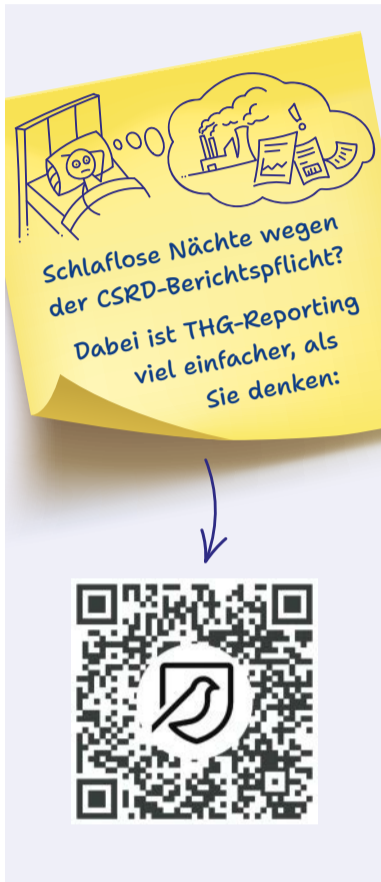 Schlaflose Nächte wegen
der CSRD-Berichtspflicht?
Dabei ist THG-Reporting
viel einfacher, als
Sie denken: